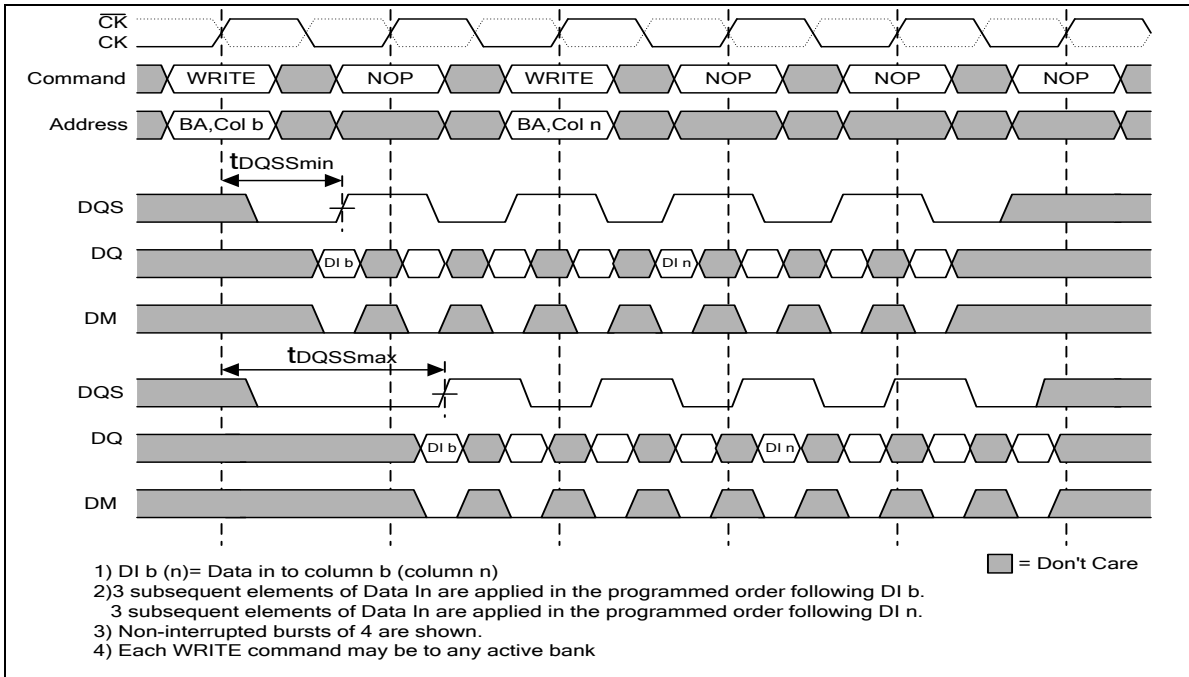 CK
CK
Command WRITE NOP WRITE NOP NOP NOP
Address BA,Col b BA,Col n
tDQSSmin
DQS
DQ DI b DI n
DM
tDQSSmax
DQS
DQ DI b DI n
DM
= Don't Care
1) DI b (n)= Data in to column b (column n)
2)3 subsequent elements of Data In are applied in the programmed order following DI b.
3 subsequent elements of Data In are applied in the programmed order following DI n.
3) Non-interrupted bursts of 4 are shown.
4) Each WRITE command may be to any active bank